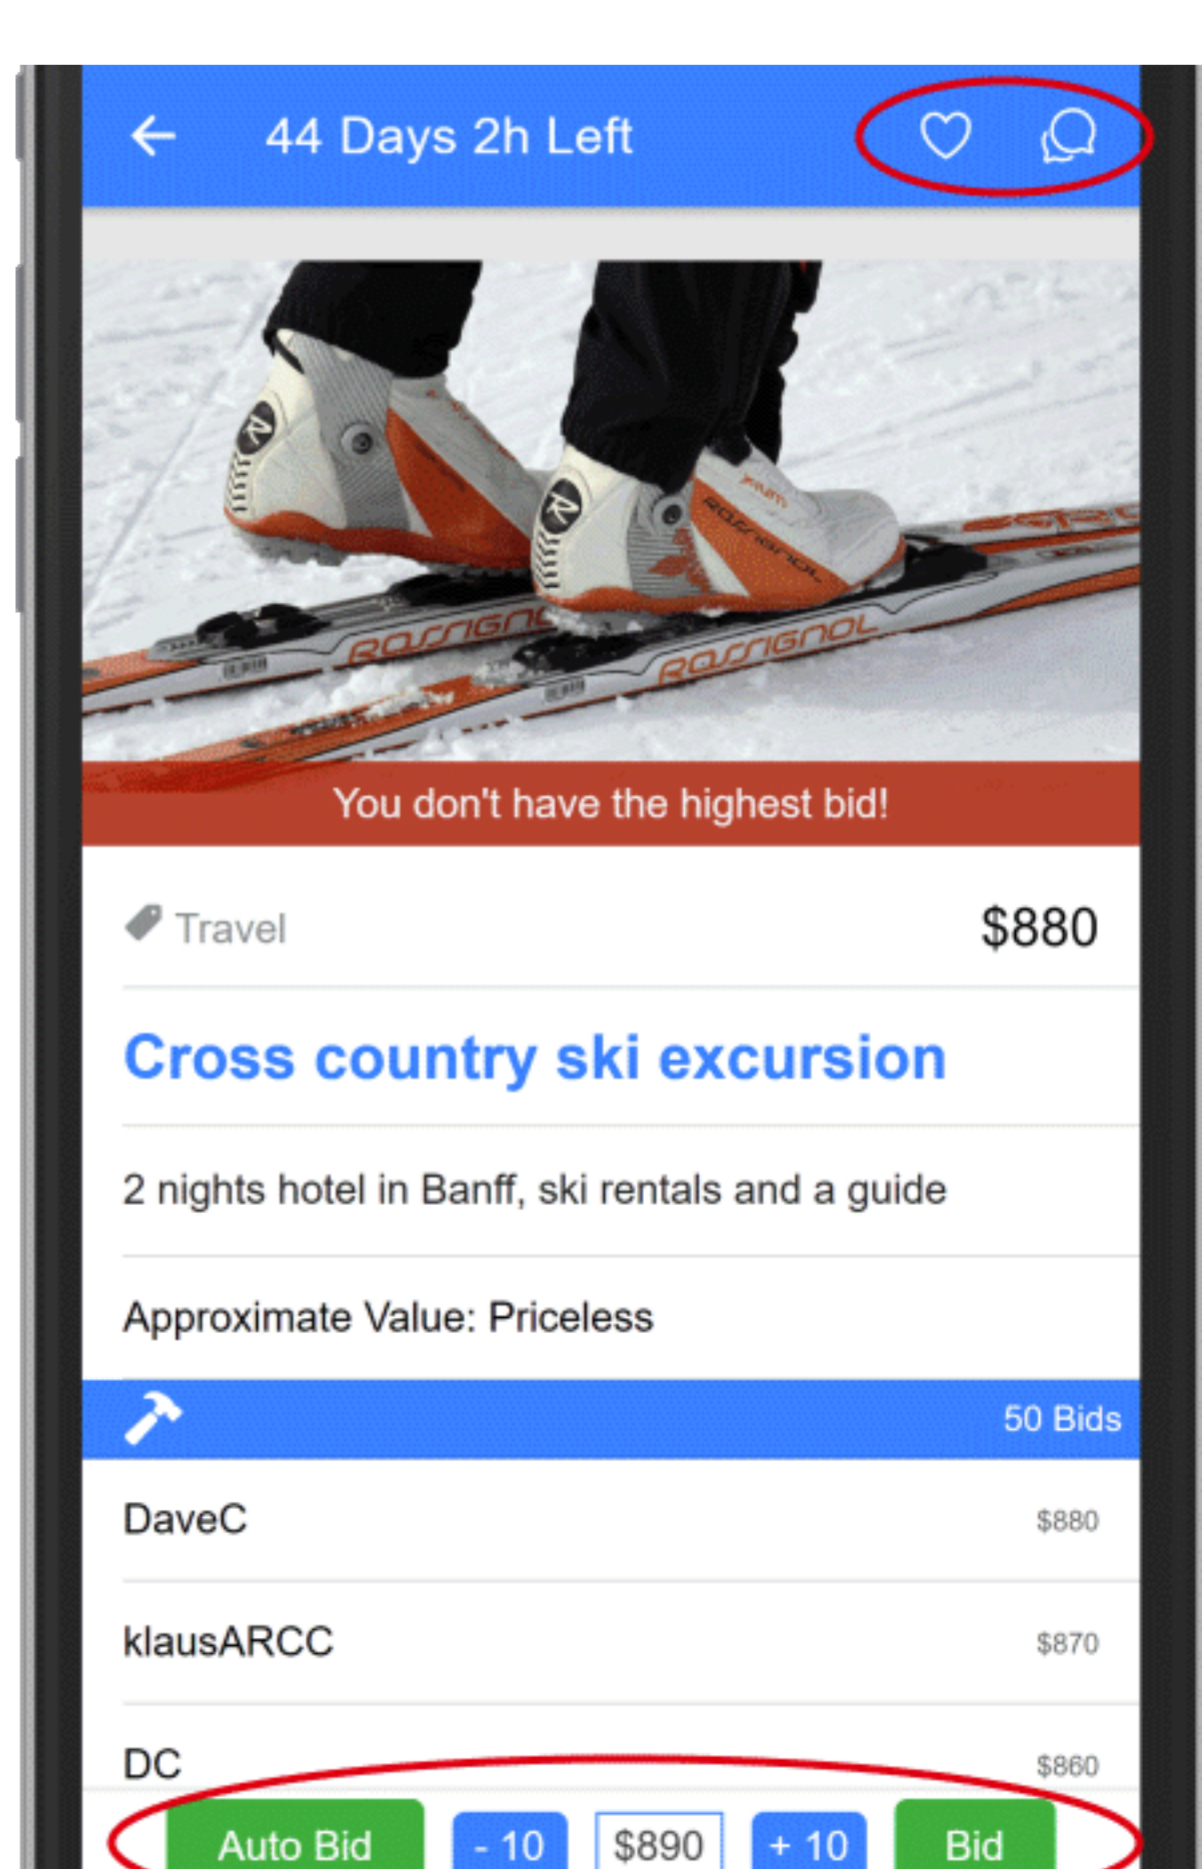 44 Days 2h Left
ROSSIGNOL
ROSSIGNOL
You don't have the highest bid!
Travel
$880
Cross country ski excursion
2 nights hotel in Banff, ski rentals and a guide
Approximate Value: Priceless
50 Bids
DaveC
$880
klausARCC
$870
DC
$860
Auto Bid
- 10
$890
+ 10
Bid